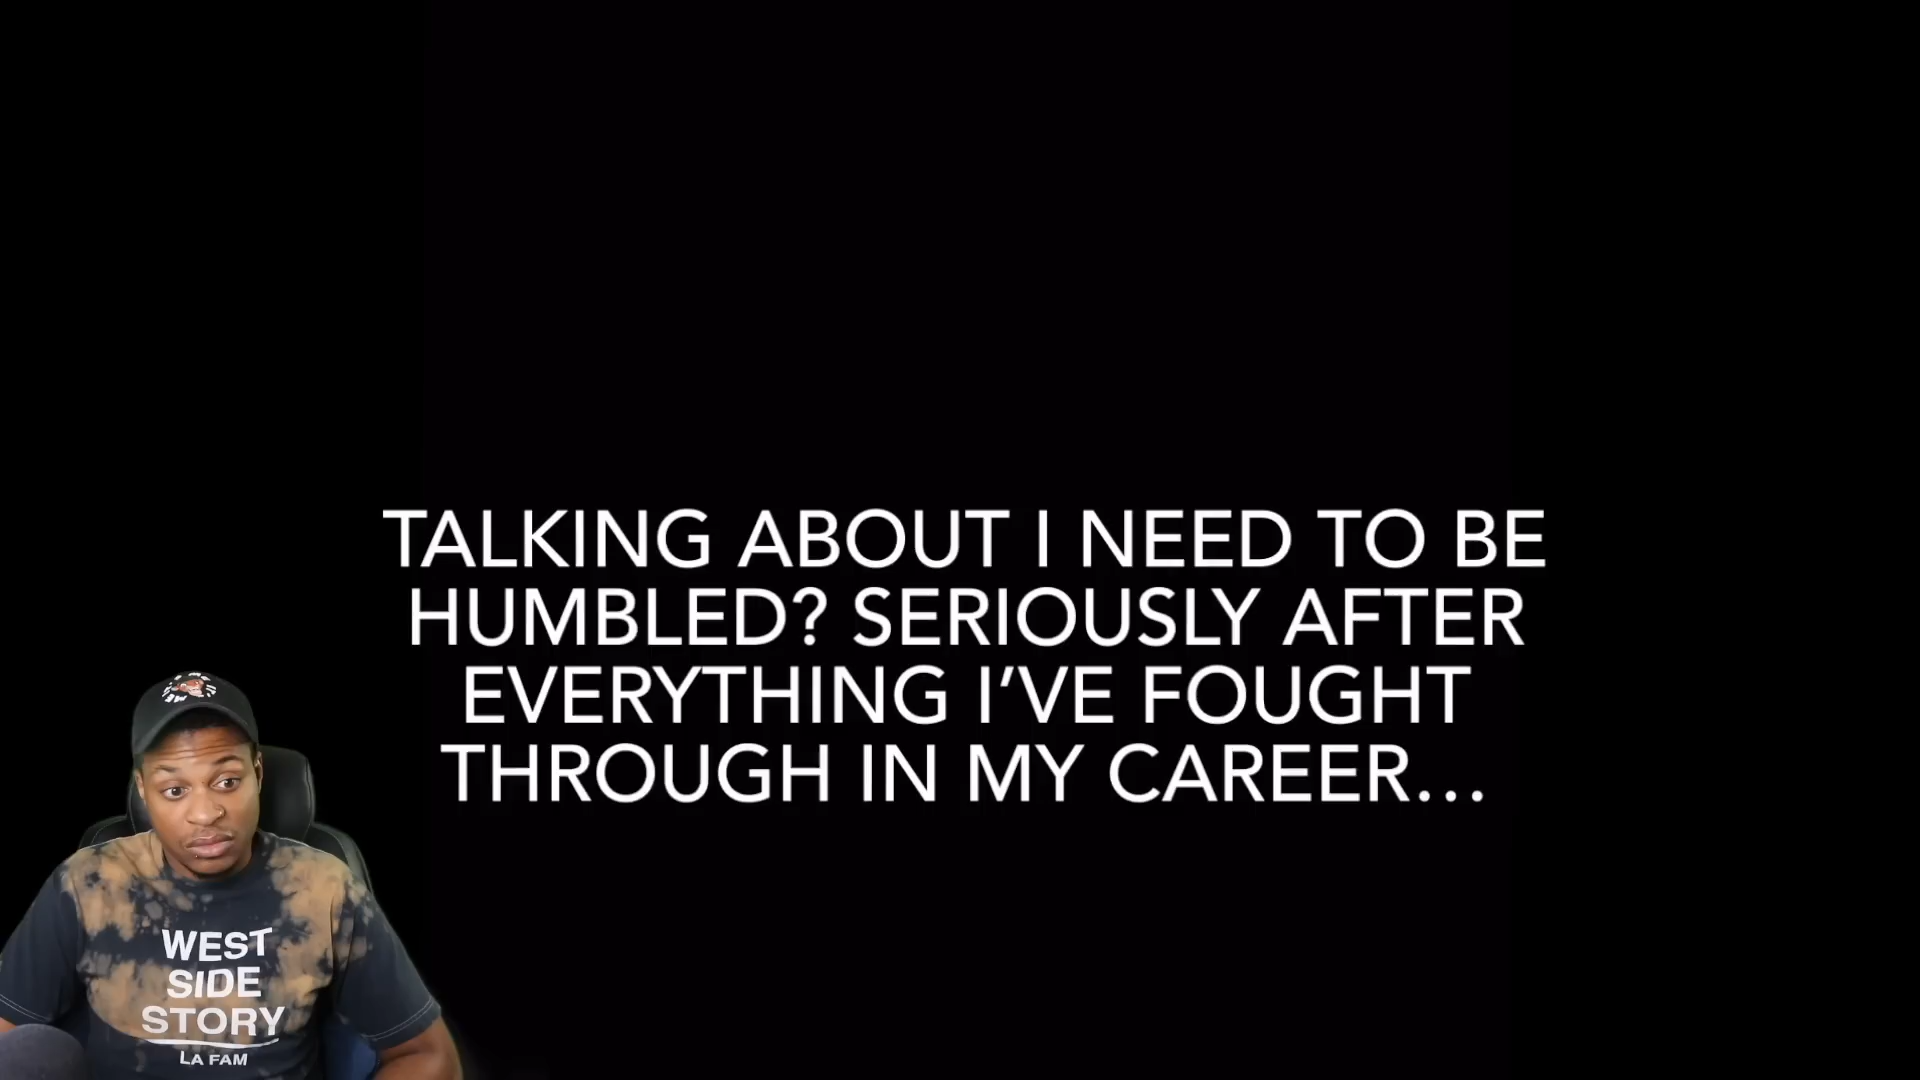 TALKING ABOUT I NEED TO BE
HUMBLED? SERIOUSLY AFTER
EVERYTHING I'VE FOUGHT
THROUGH IN MY CAREER...
WEST
SIDE
STORY
LA FAM